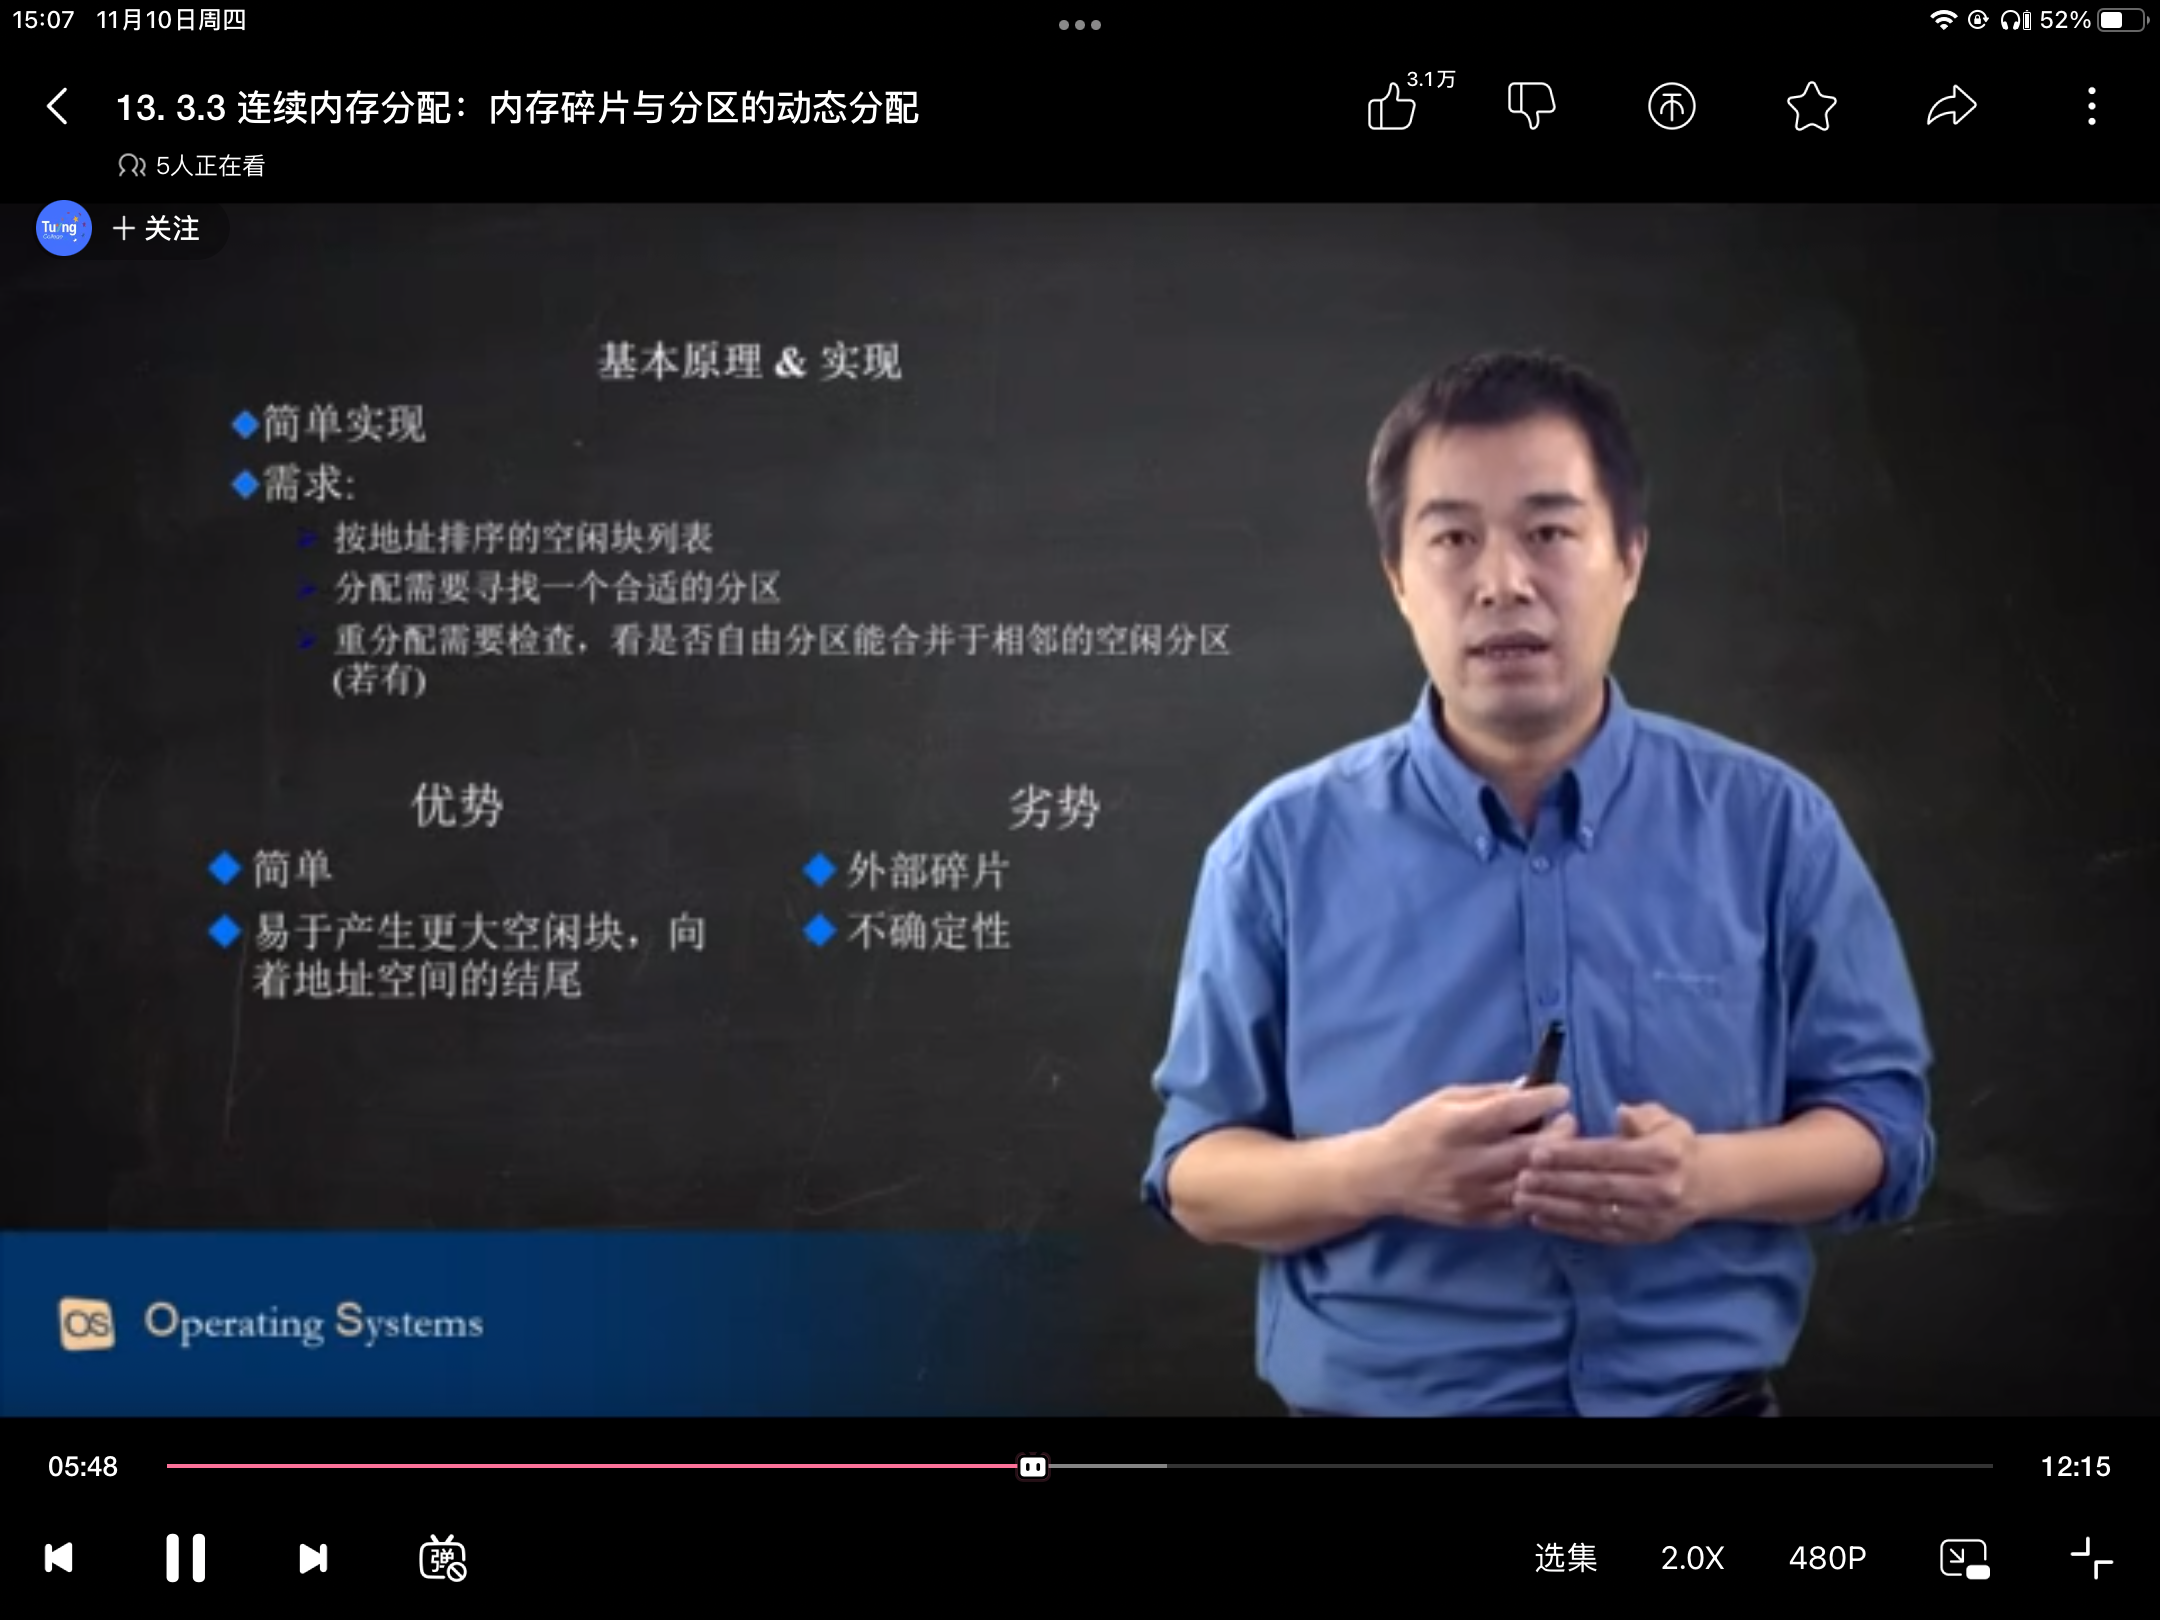 15:07 11月10日周四
52%
13. 3.3 连续内存分配：内存碎片与分区的动态分配
3.1万
5人正在看
Turing
+ 关注
基本原理 & 实现
简单实现
需求:
按地址排序的空闲块列表
分配需要寻找一个合适的分区
重分配需要检查，看是否自由分区能合并于相邻的空闲分区
(若有)
优势
劣势
简单
外部碎片
易于产生更大空闲块，向
着地址空间的结尾
不确定性
OS Operating Systems
05:48
12:15
弹
选集 2.0X 480P